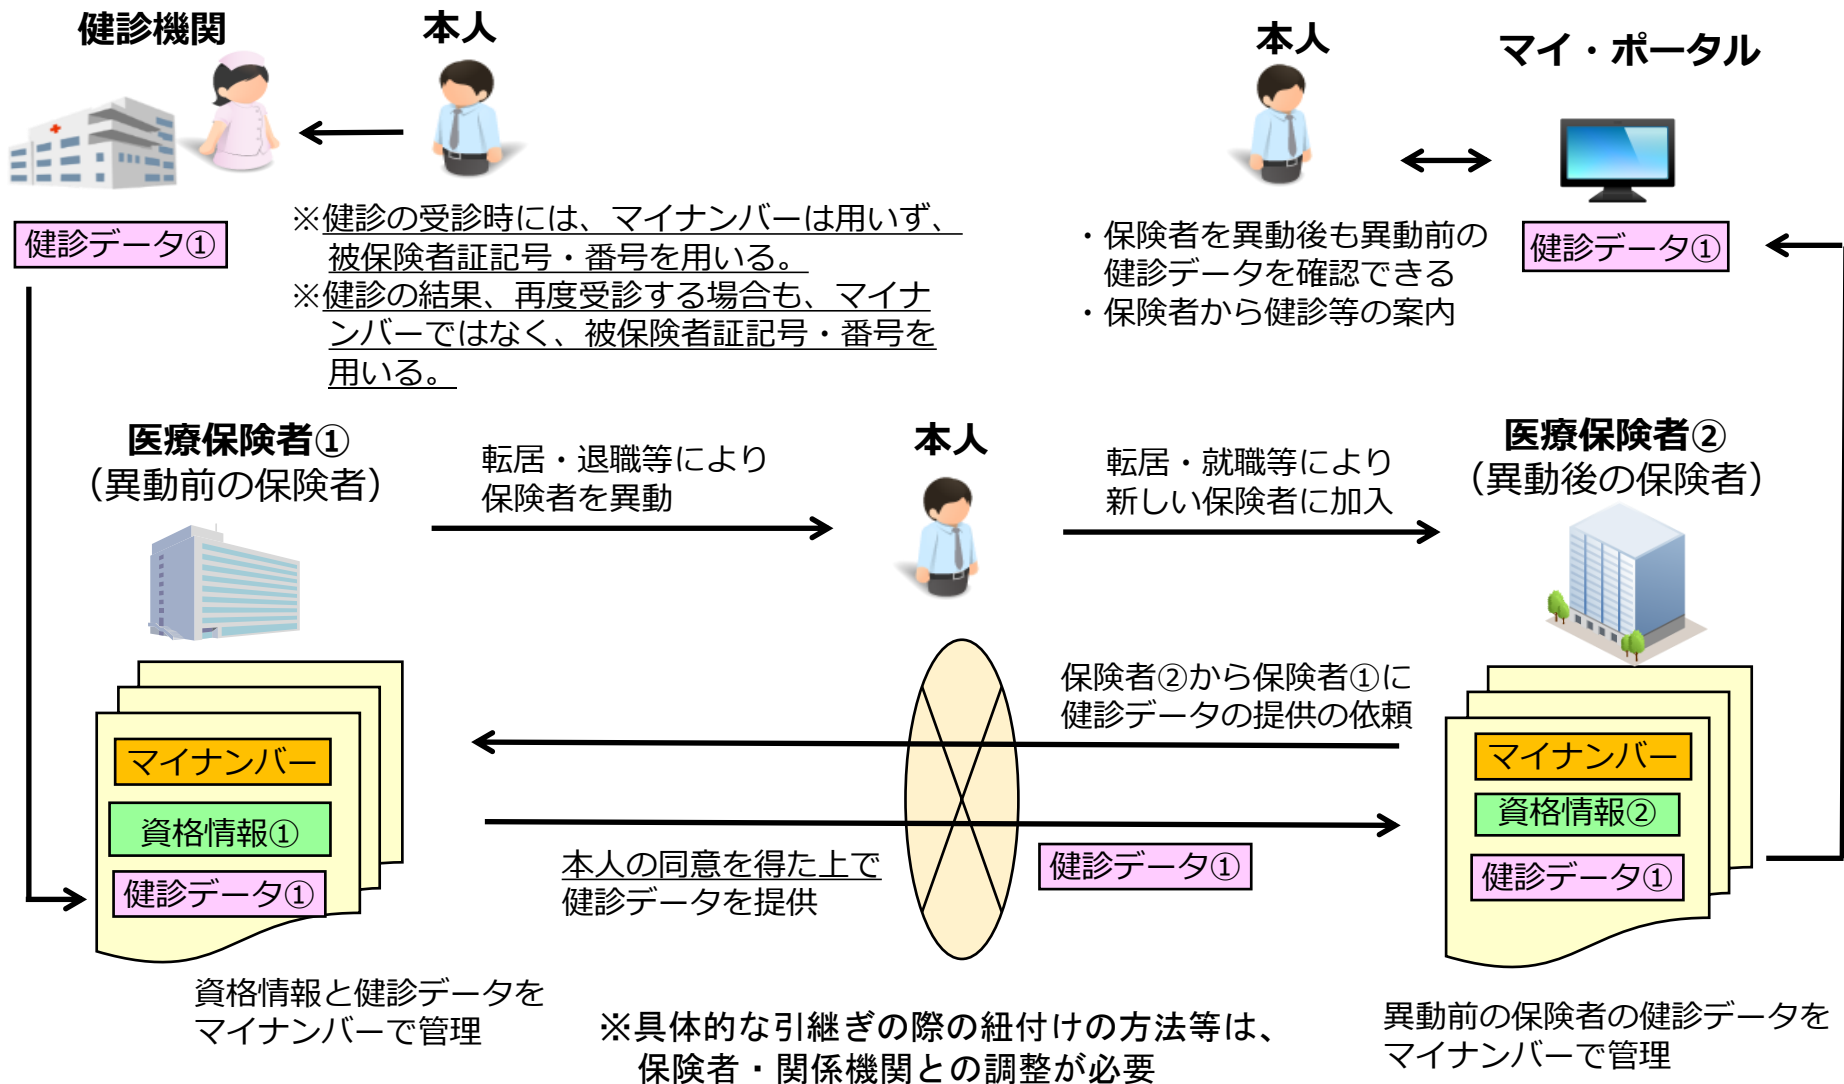 健診機関
本人
健診データ①
※健診の受診時には、マイナンバーは用いず、
被保険者証記号・番号を用いる。
※健診の結果、再度受診する場合も、マイナ
ンバーではなく、被保険者証記号・番号を
用いる。
本人
マイ・ポータル
・保険者を異動後も異動前の
健診データを確認できる
・保険者から健診等の案内
健診データ①
医療保険者①
（異動前の保険者）
転居・退職等により
保険者を異動
本人
転居・就職等により
新しい保険者に加入
医療保険者②
（異動後の保険者）
保険者②から保険者①に
健診データの提供の依頼
マイナンバー
資格情報①
健診データ①
本人の同意を得た上で
健診データを提供
健診データ①
マイナンバー
資格情報②
健診データ①
資格情報と健診データを
マイナンバーで管理
※具体的な引継ぎの際の紐付けの方法等は、
保険者・関係機関との調整が必要
異動前の保険者の健診データを
マイナンバーで管理